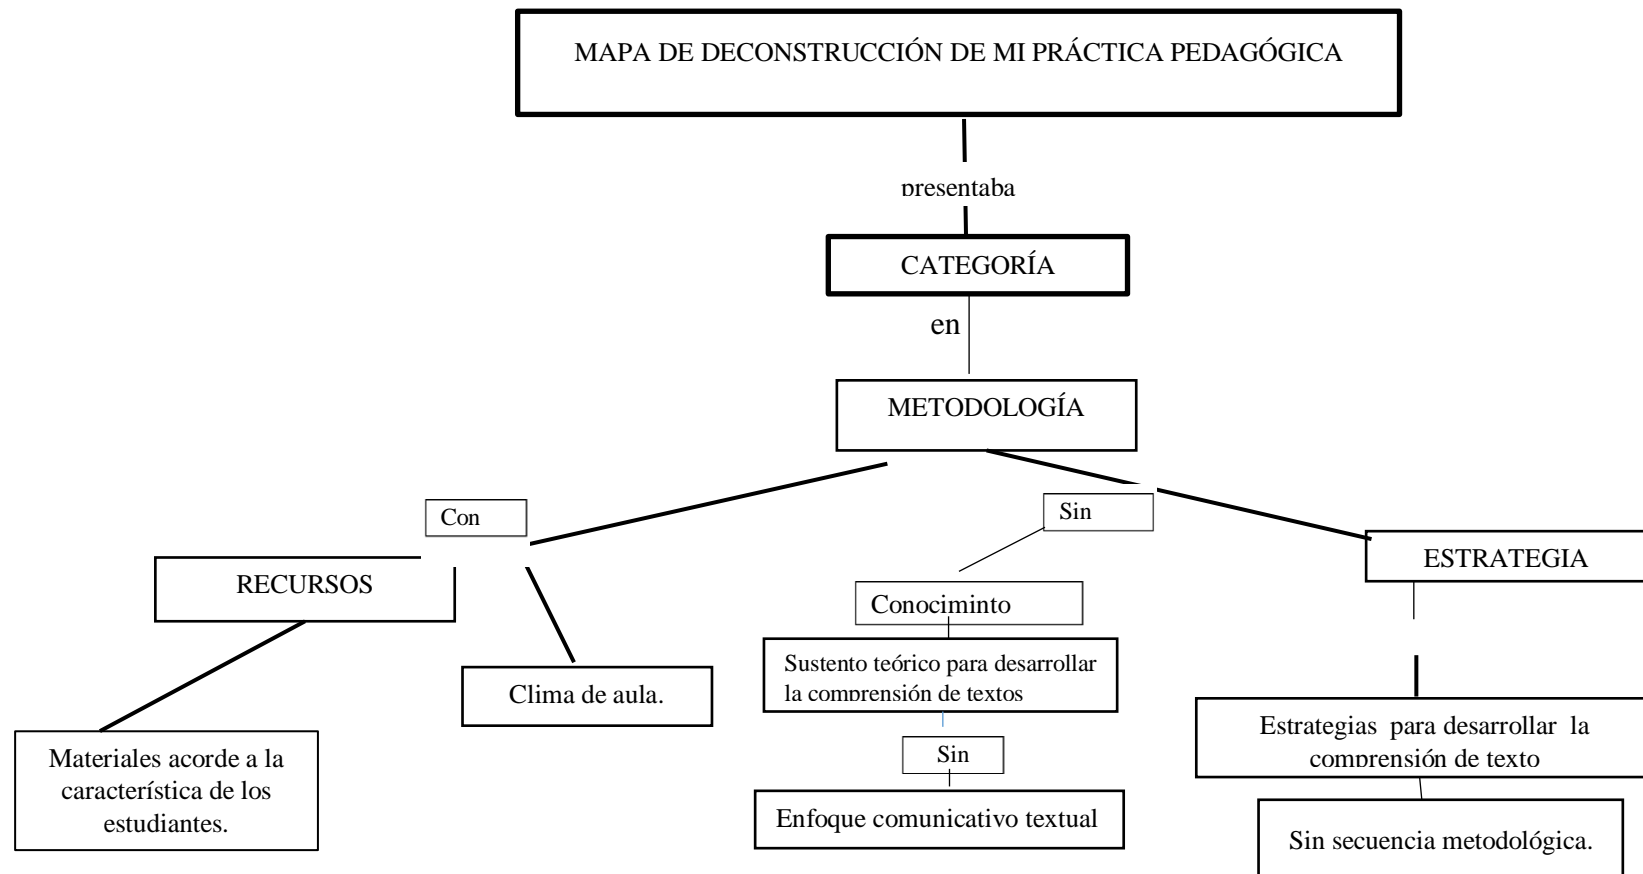 MAPA DE DECONSTRUCCIÓN DE MI PRÁCTICA PEDAGÓGICA
presentaba
CATEGORÍA
en
METODOLOGÍA
Con
Sin
RECURSOS
ESTRATEGIA
Conociminto
Clima de aula.
Sustento teórico para desarrollar
la comprensión de textos
Materiales acorde a la
característica de los
estudiantes.
Sin
Enfoque comunicativo textual
Estrategias para desarrollar la
comprensión de texto
Sin secuencia metodológica.